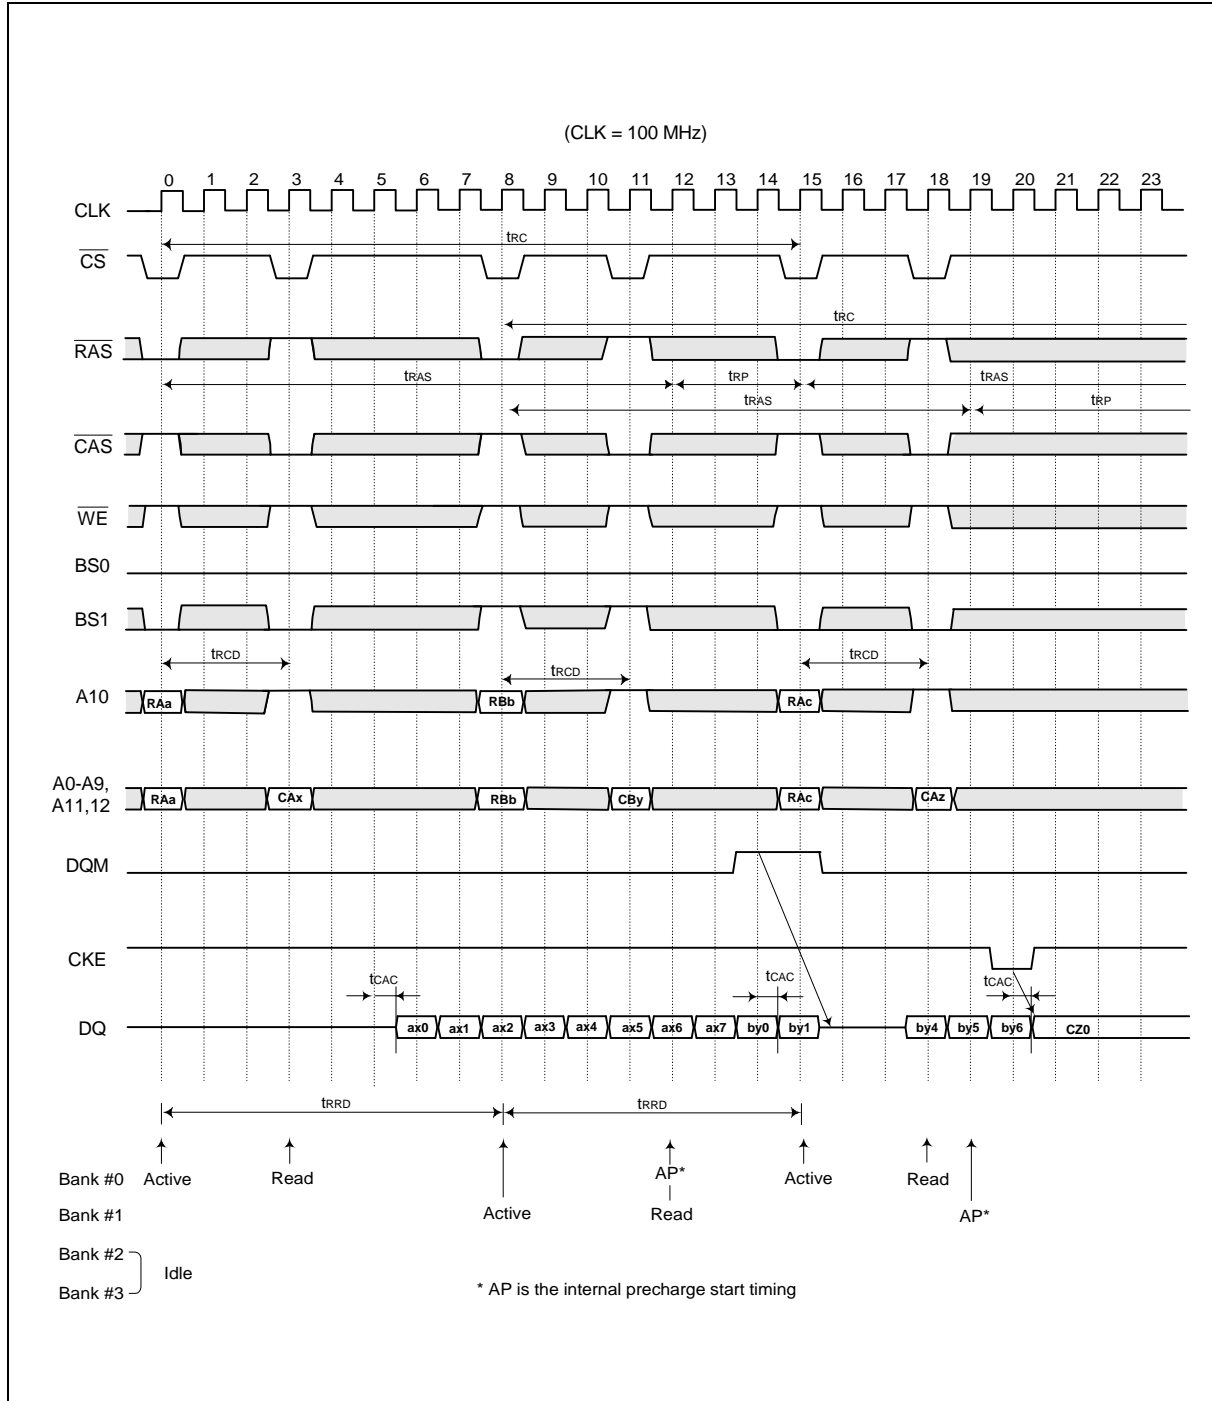 (CLK = 100 MHz)
0 1 2 3 4 5 6 7 8 9 10 11 12 13 14 15 16 17 18 19 20 21 22 23
CLK
tRC
CS
tRC
RAS
tRAS tRP tRAS
tRAS tRP
CAS
WE
BS0
BS1
tRCD tRCD tRCD
A10 RAa RBb RAc
A0-A9,
A11,12 RAa CAx RBb CBy RAc CAz
DQM
CKE
tCAC tCAC tCAC
DQ ax0 ax1 ax2 ax3 ax4 ax5 ax6 ax7 by0 by1 by4 by5 by6 CZ0
tRRD tRRD
Bank #0 Active Read AP* Active Read
Bank #1 Active Read AP*
Bank #2
Idle
Bank #3
* AP is the internal precharge start timing